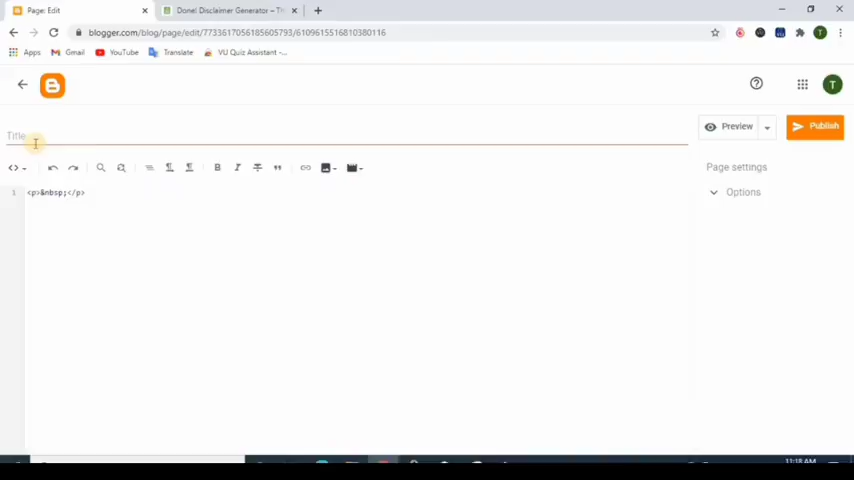 Page: Edit
Done! Disclaimer Generator – Th
blogger.com/blog/page/edit/7733617056185605793/6109615516810380116
Apps
Gmail
YouTube
Translate
VU Quiz Assistant -...
T
Title
Preview
Publish
Page settings
1 <p>&nbsp;</p>
Options
11:18 AM